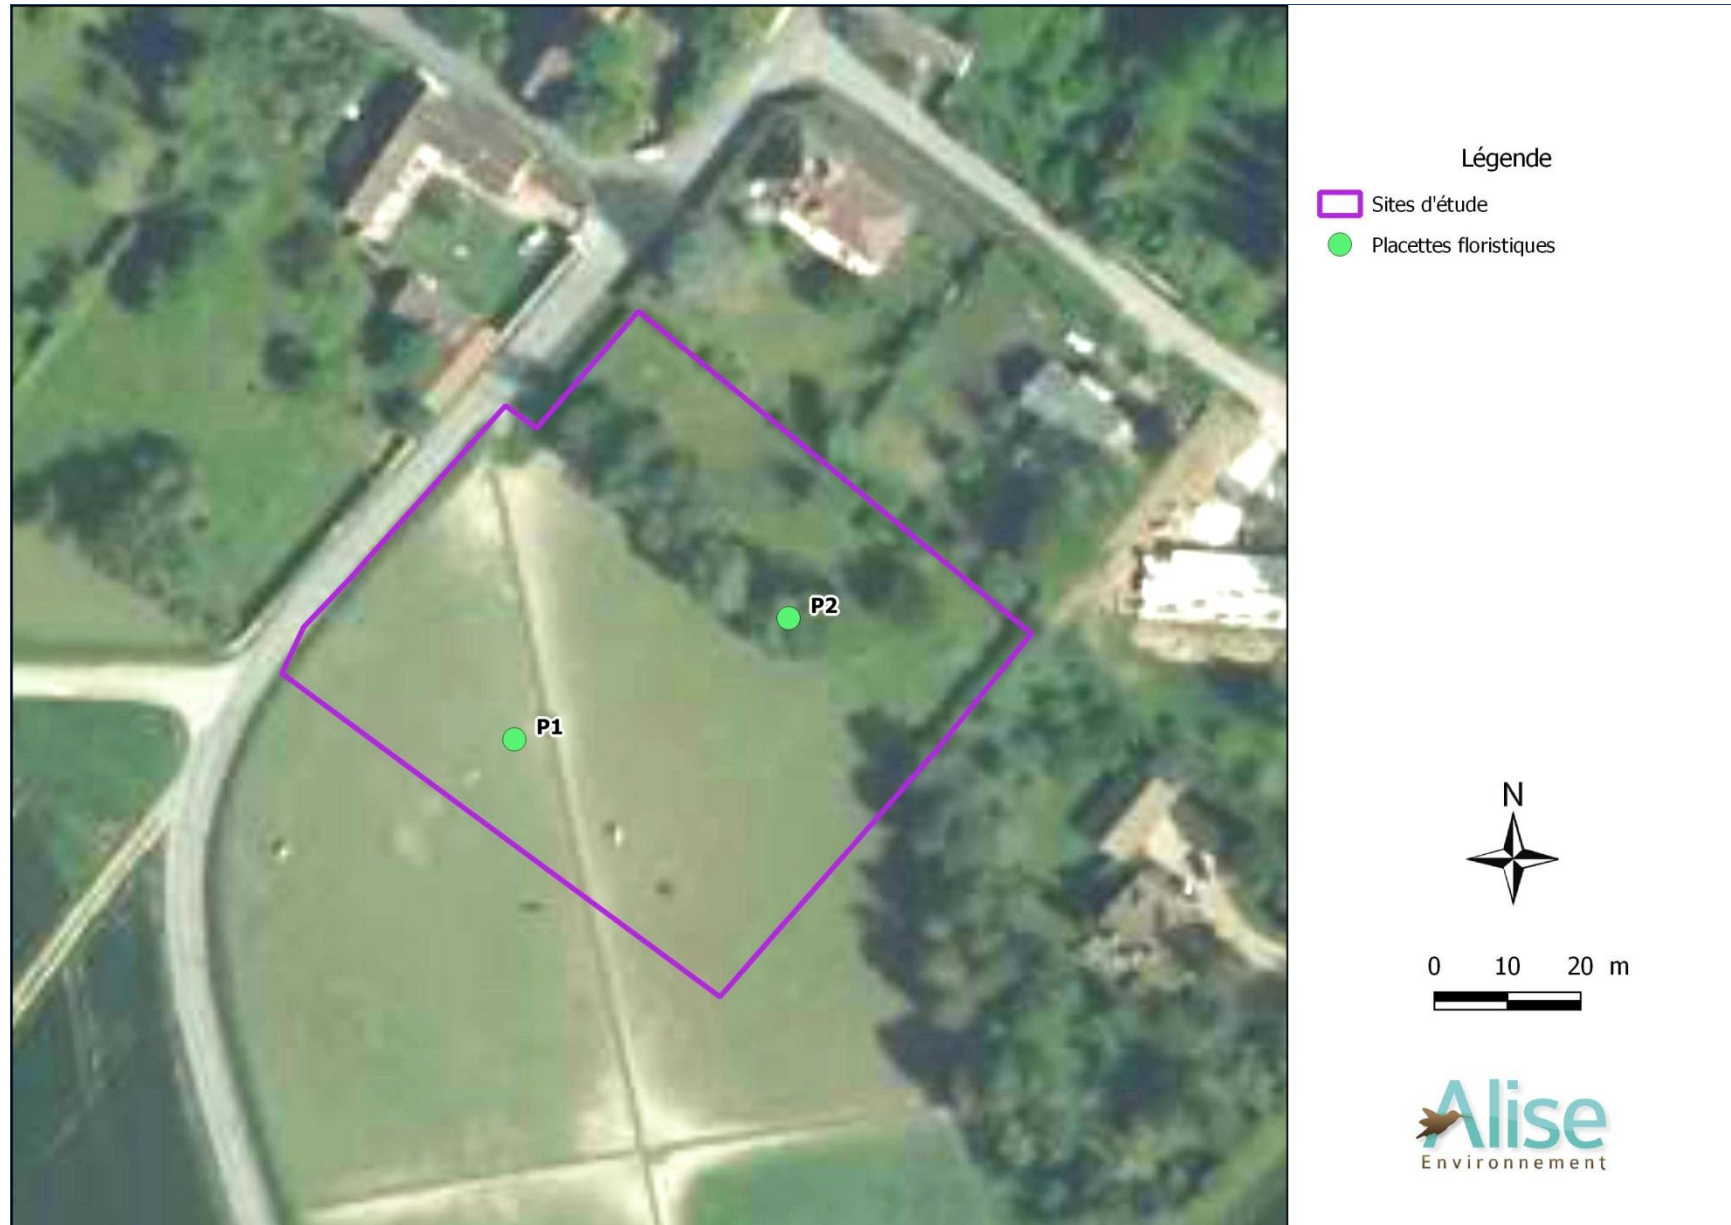 Légende
Sites d'étude
Placettes floristiques
P2
P1
N
0 10 20 m
Alise
Environnement